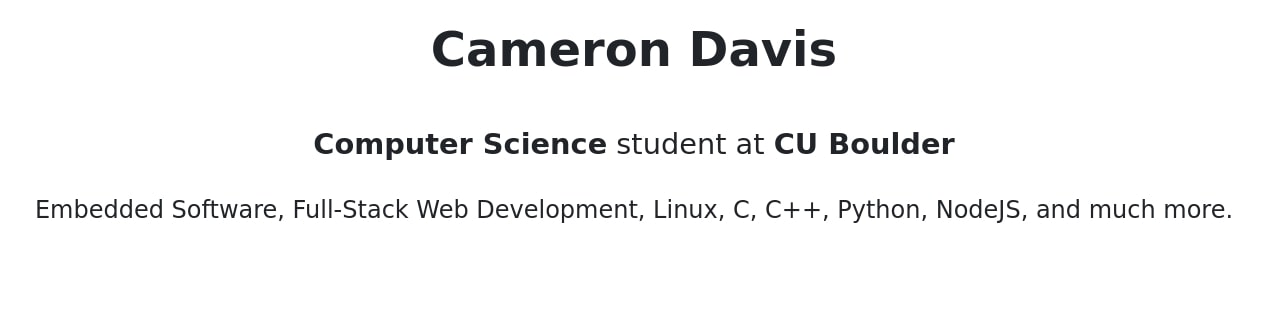 Cameron Davis
Computer Science student at CU Boulder
Embedded Software, Full-Stack Web Development, Linux, C, C++, Python, NodeJS, and much more.